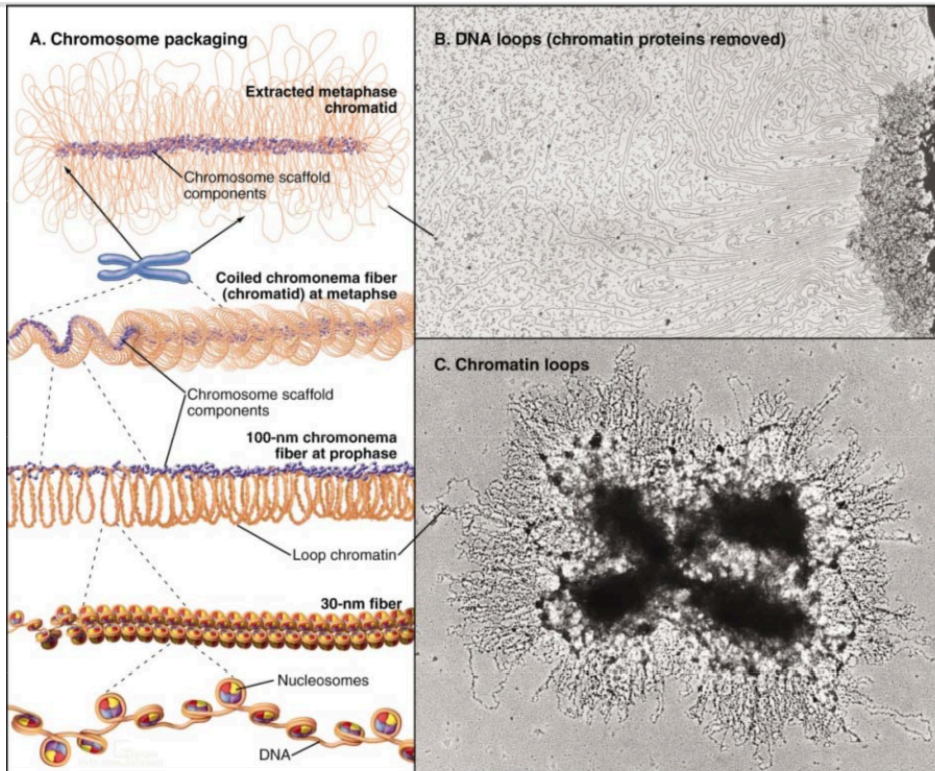 A. Chromosome packaging
Extracted metaphase
chromatid
Chromosome scaffold
components
Coiled chromonema fiber
(chromatid) at metaphse
Chromosome scaffold
components
100-nm chromonema
fiber at prophase
Loop chromatin
30-nm fiber
Nucleosomes
DNA
B. DNA loops (chromatin proteins removed)
C. Chromatin loops